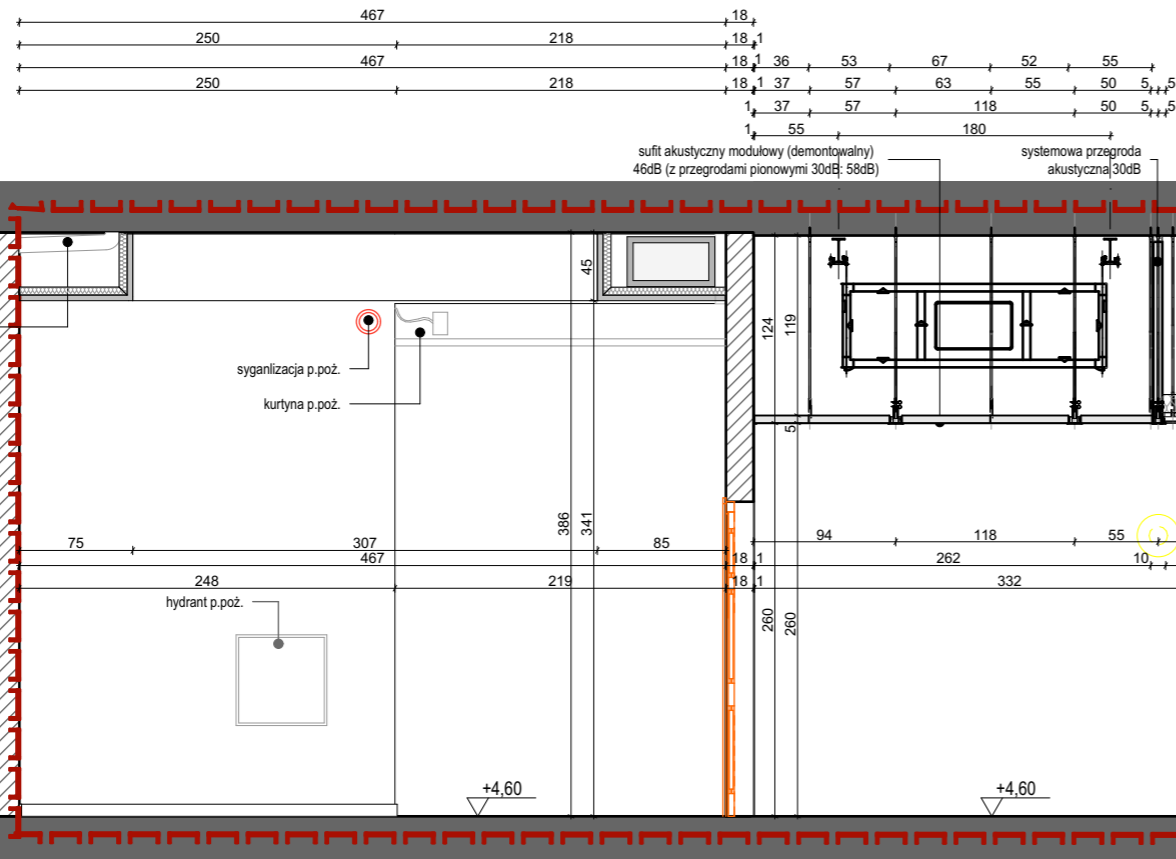 467 18
250 218 18 1
467 18 1 36 53 67 52 55
250 218 18 1 37 57 63 55 50 5 5
1 37 57 118 50 5 5
1 55 180
sufit akustyczny modułowy (demontowalny)
46dB (z przegrodami pionowymi 30dB: 58dB)
systemowa przegroda
akustyczna 30dB
45
124
119
syganlizacja p.poż.
kurtyna p.poż.
5
386
341
75 307 85
94 118 55
467 18 1 262 10
248 219 18 1 332
hydrant p.poż.
260
260
+4,60
+4,60